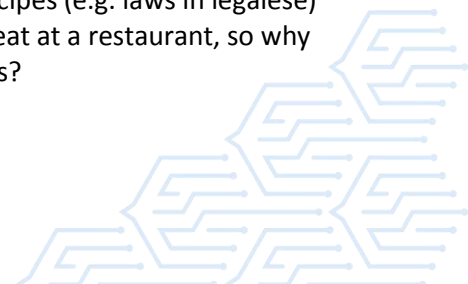 cipes (e.g. laws in legalese)
eat at a restaurant, so why
s?